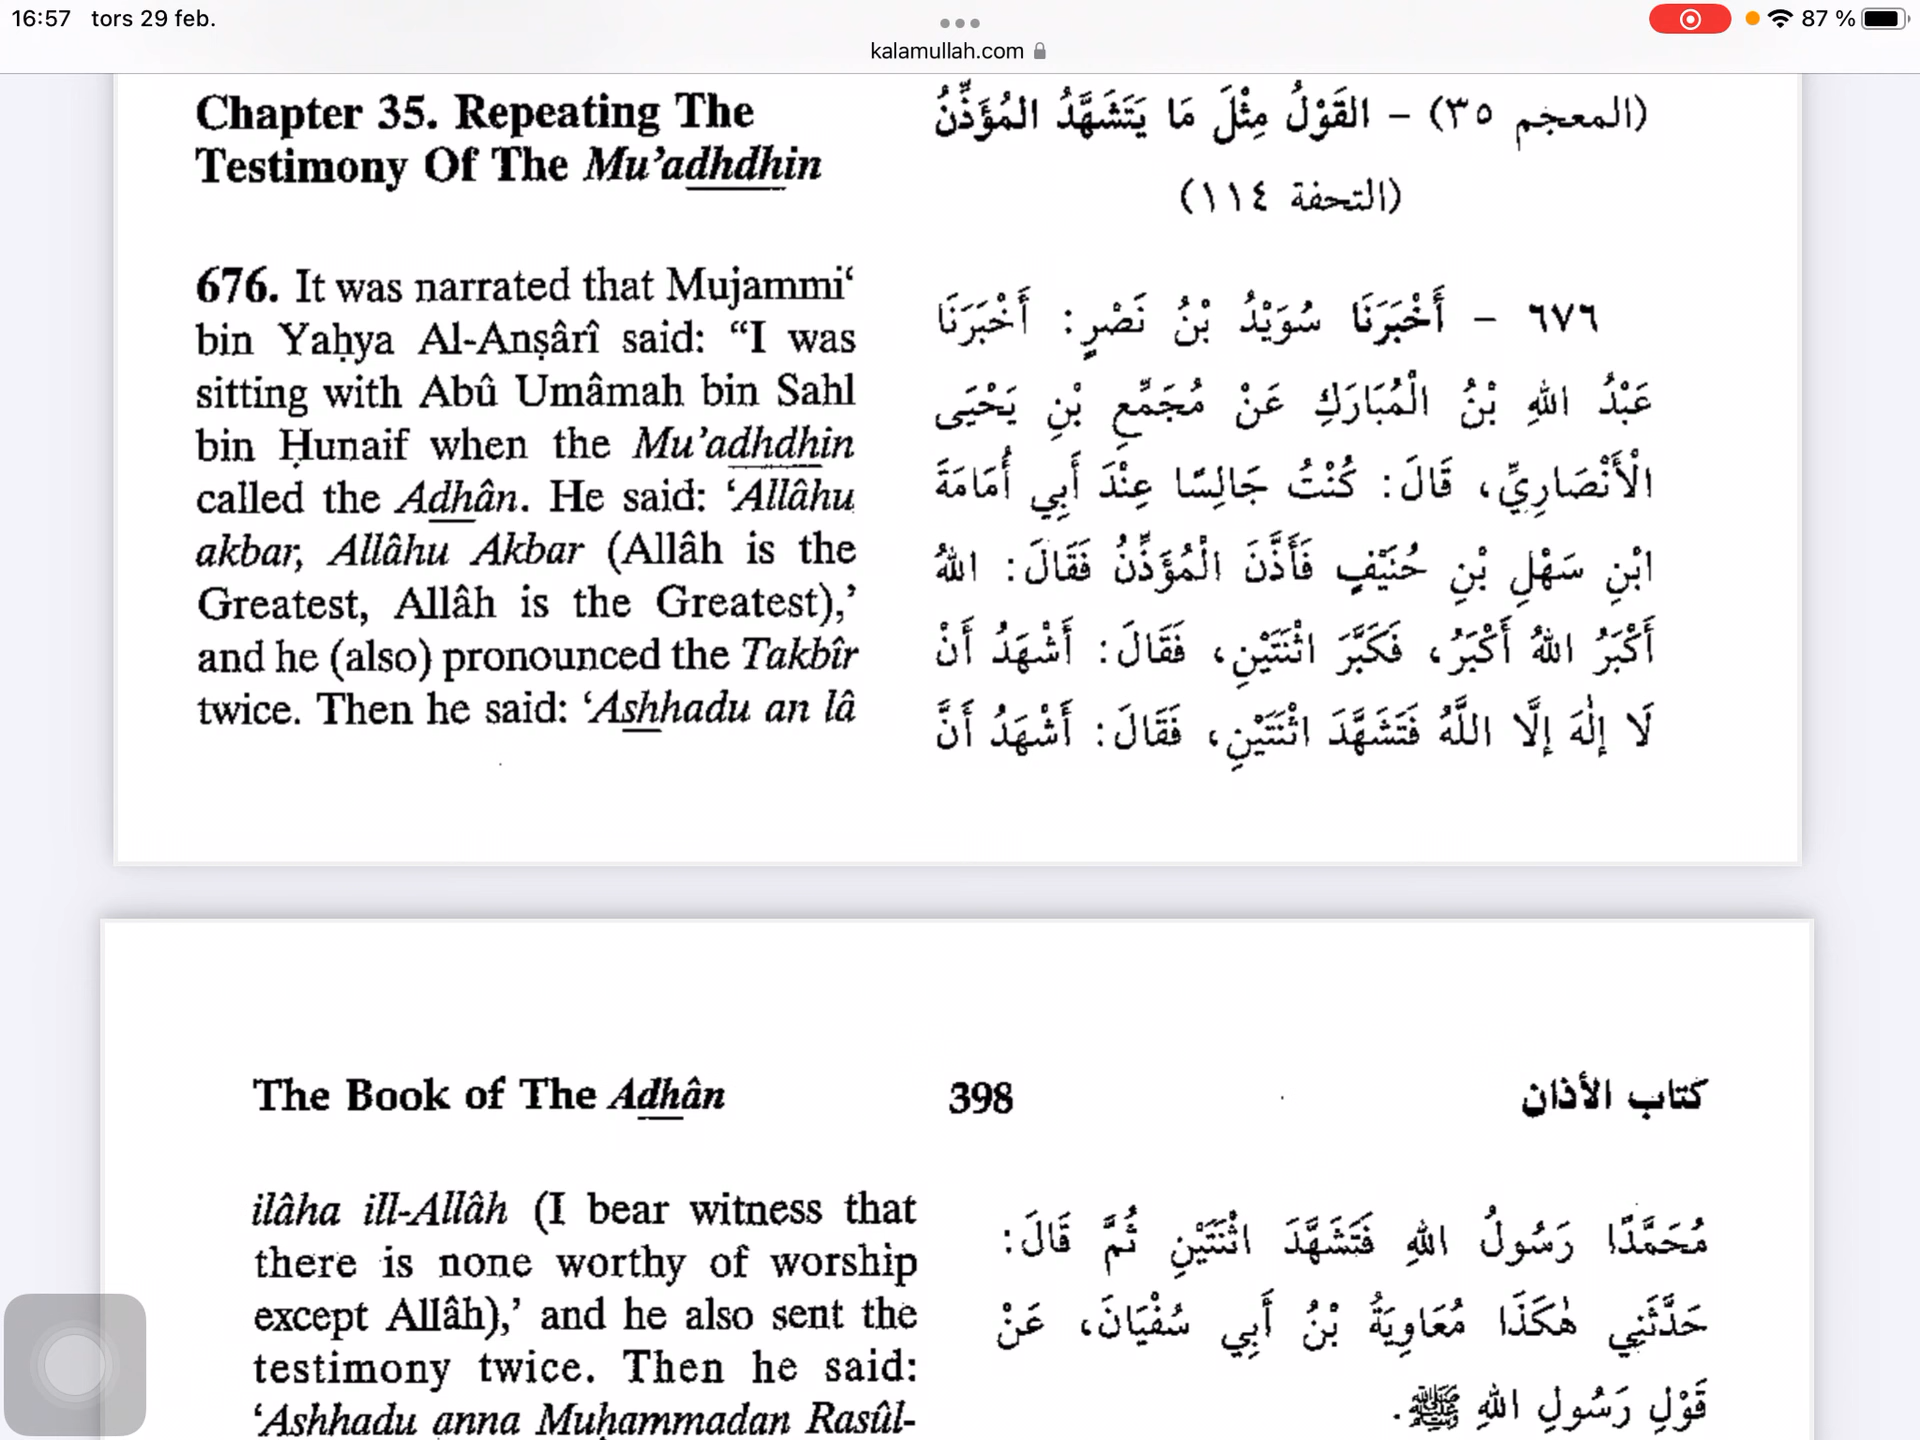 16:57 tors 29 feb.
87 %
kalamullah.com
Chapter 35. Repeating The
Testimony Of The Mu’adhdhin
(المعجم ٣٥) – القَوْلُ مِثْلَ مَا يَتَشَهَّدُ المُؤَذِّنُ
(التحفة ١١٤)
676. It was narrated that Mujammi‘
bin Yaḥya Al-Anṣârî said: “I was
sitting with Abû Umâmah bin Sahl
bin Ḥunaif when the Mu’adhdhin
called the Adhân. He said: ‘Allâhu
akbar, Allâhu Akbar (Allâh is the
Greatest, Allâh is the Greatest),’
and he (also) pronounced the Takbîr
twice. Then he said: ‘Ashhadu an lâ
٦٧٦ – أَخْبَرَنَا سُوَيْدُ بْنُ نَصْرٍ: أَخْبَرَنَا
عَبْدُ اللهِ بْنُ الْمُبَارَكِ عَنْ مُجَمِّعِ بْنِ يَحْيَى
الْأَنْصَارِيِّ، قَالَ: كُنْتُ جَالِسًا عِنْدَ أَبِي أُمَامَةَ
ابْنِ سَهْلِ بْنِ حُنَيْفٍ فَأَذَّنَ الْمُؤَذِّنُ فَقَالَ: اللهُ
أَكْبَرُ اللهُ أَكْبَرُ، فَكَبَّرَ اثْنَتَيْنِ، فَقَالَ: أَشْهَدُ أَنْ
لَا إِلٰهَ إِلَّا اللَّهُ فَتَشَهَّدَ اثْنَتَيْنِ، فَقَالَ: أَشْهَدُ أَنَّ
The Book of The Adhân
398
كتاب الأذان
ilâha ill-Allâh (I bear witness that
there is none worthy of worship
except Allâh),’ and he also sent the
testimony twice. Then he said:
‘Ashhadu anna Muḥammadan Rasûl-
مُحَمَّدًا رَسُولُ اللهِ فَتَشَهَّدَ اثْنَتَيْنِ ثُمَّ قَالَ:
حَدَّثَنِي هٰكَذَا مُعَاوِيَةُ بْنُ أَبِي سُفْيَانَ، عَنْ
قَوْلِ رَسُولِ اللهِ ﷺ.